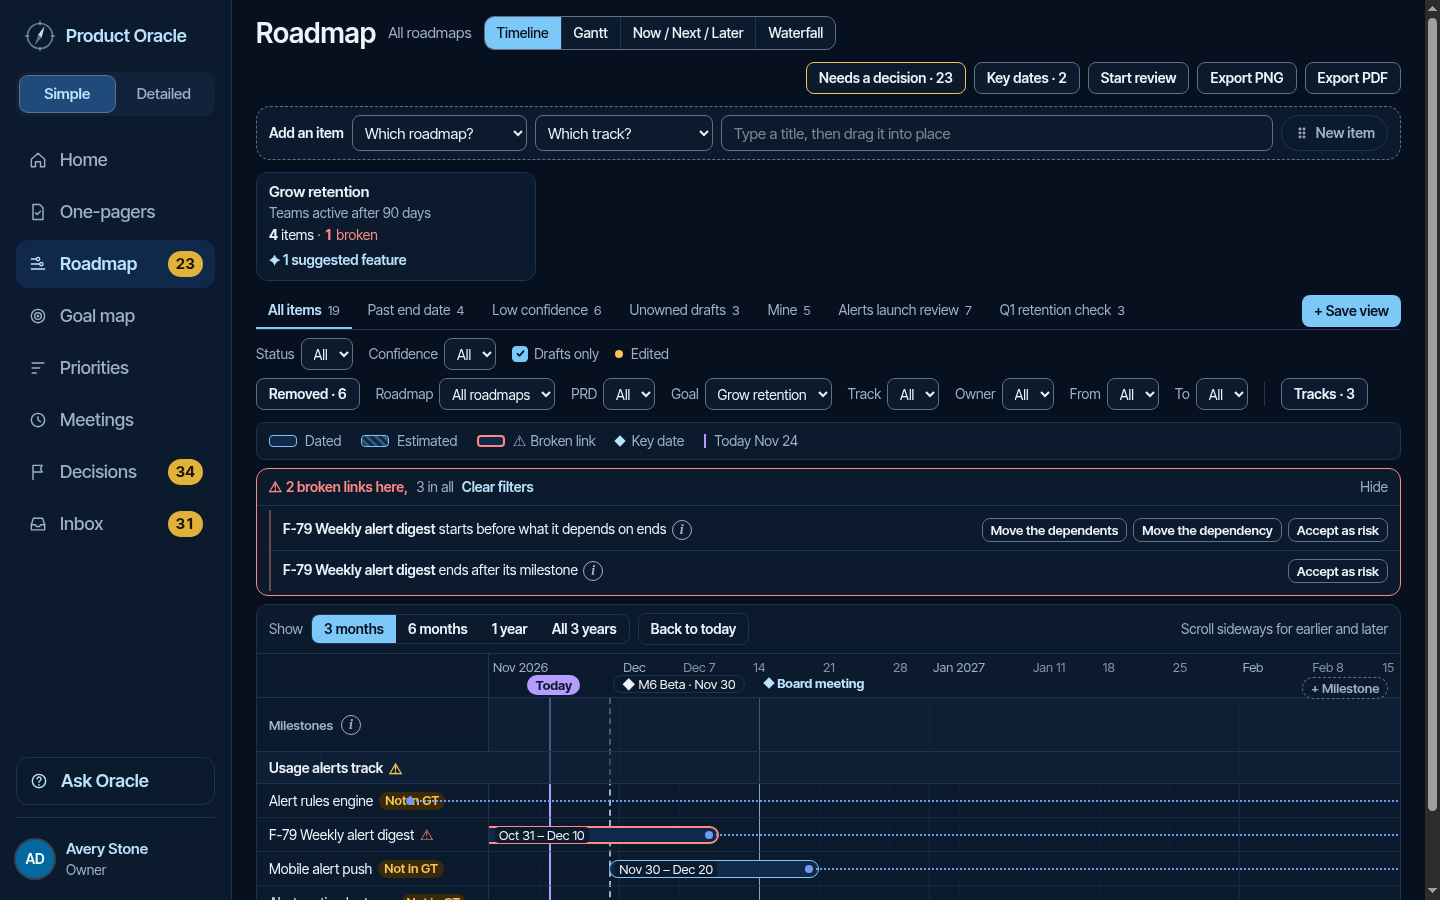 Product Oracle
Simple
Detailed
Home
One-pagers
Roadmap 23
Goal map
Priorities
Meetings
Decisions 34
Inbox 31
Ask Oracle
AD
Avery Stone
Owner
Roadmap All roadmaps Timeline Gantt Now / Next / Later Waterfall
Needs a decision · 23 Key dates · 2 Start review Export PNG Export PDF
Add an item Which roadmap? Which track? Type a title, then drag it into place New item
Grow retention
Teams active after 90 days
4 items · 1 broken
1 suggested feature
All items 19 Past end date 4 Low confidence 6 Unowned drafts 3 Mine 5 Alerts launch review 7 Q1 retention check 3 + Save view
Status All Confidence All Drafts only Edited
Removed · 6 Roadmap All roadmaps PRD All Goal Grow retention Track All Owner All From All To All Tracks · 3
Dated Estimated ⚠ Broken link Key date Today Nov 24
⚠ 2 broken links here, 3 in all Clear filters Hide
F-79 Weekly alert digest starts before what it depends on ends i Move the dependents Move the dependency Accept as risk
F-79 Weekly alert digest ends after its milestone i Accept as risk
Show 3 months 6 months 1 year All 3 years Back to today Scroll sideways for earlier and later
Nov 2026 Dec Dec 7 14 21 28 Jan 2027 Jan 11 18 25 Feb Feb 8 15
Today ◆ M6 Beta · Nov 30 ◆ Board meeting + Milestone
Milestones i
Usage alerts track ⚠
Alert rules engine Not in GT
F-79 Weekly alert digest ⚠ Oct 31 – Dec 10
Mobile alert push Not in GT Nov 30 – Dec 20